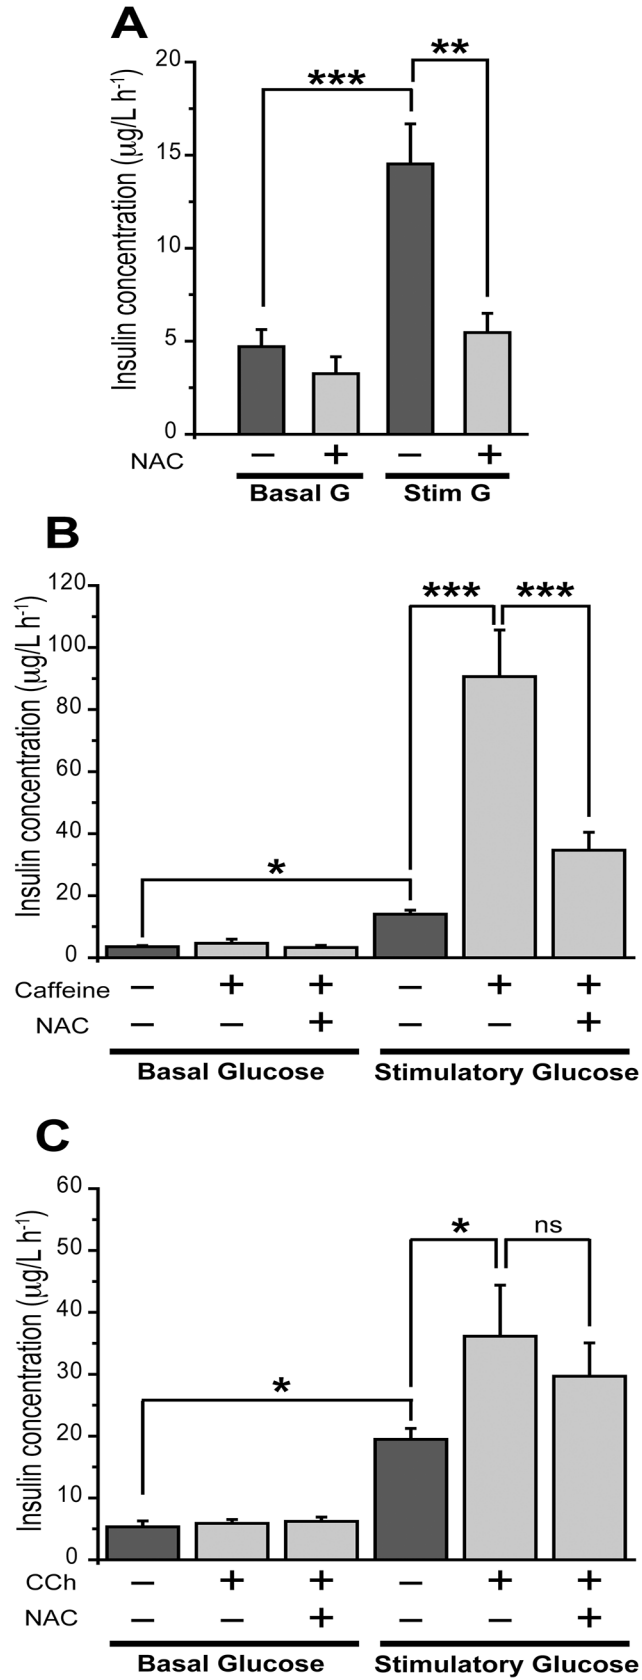 A
**
***
Insulin concentration (μg/L h⁻¹)
20
15
10
5
0
NAC − + − +
Basal G Stim G
B
Insulin concentration (μg/L h⁻¹)
120
*** ***
100
80
60
40
*
20
0
Caffeine − + + − + +
NAC − − + − − +
Basal Glucose Stimulatory Glucose
C
Insulin concentration (μg/L h⁻¹)
60
* ns
50
40
30
*
20
10
0
CCh − + + − + +
NAC − − + − − +
Basal Glucose Stimulatory Glucose